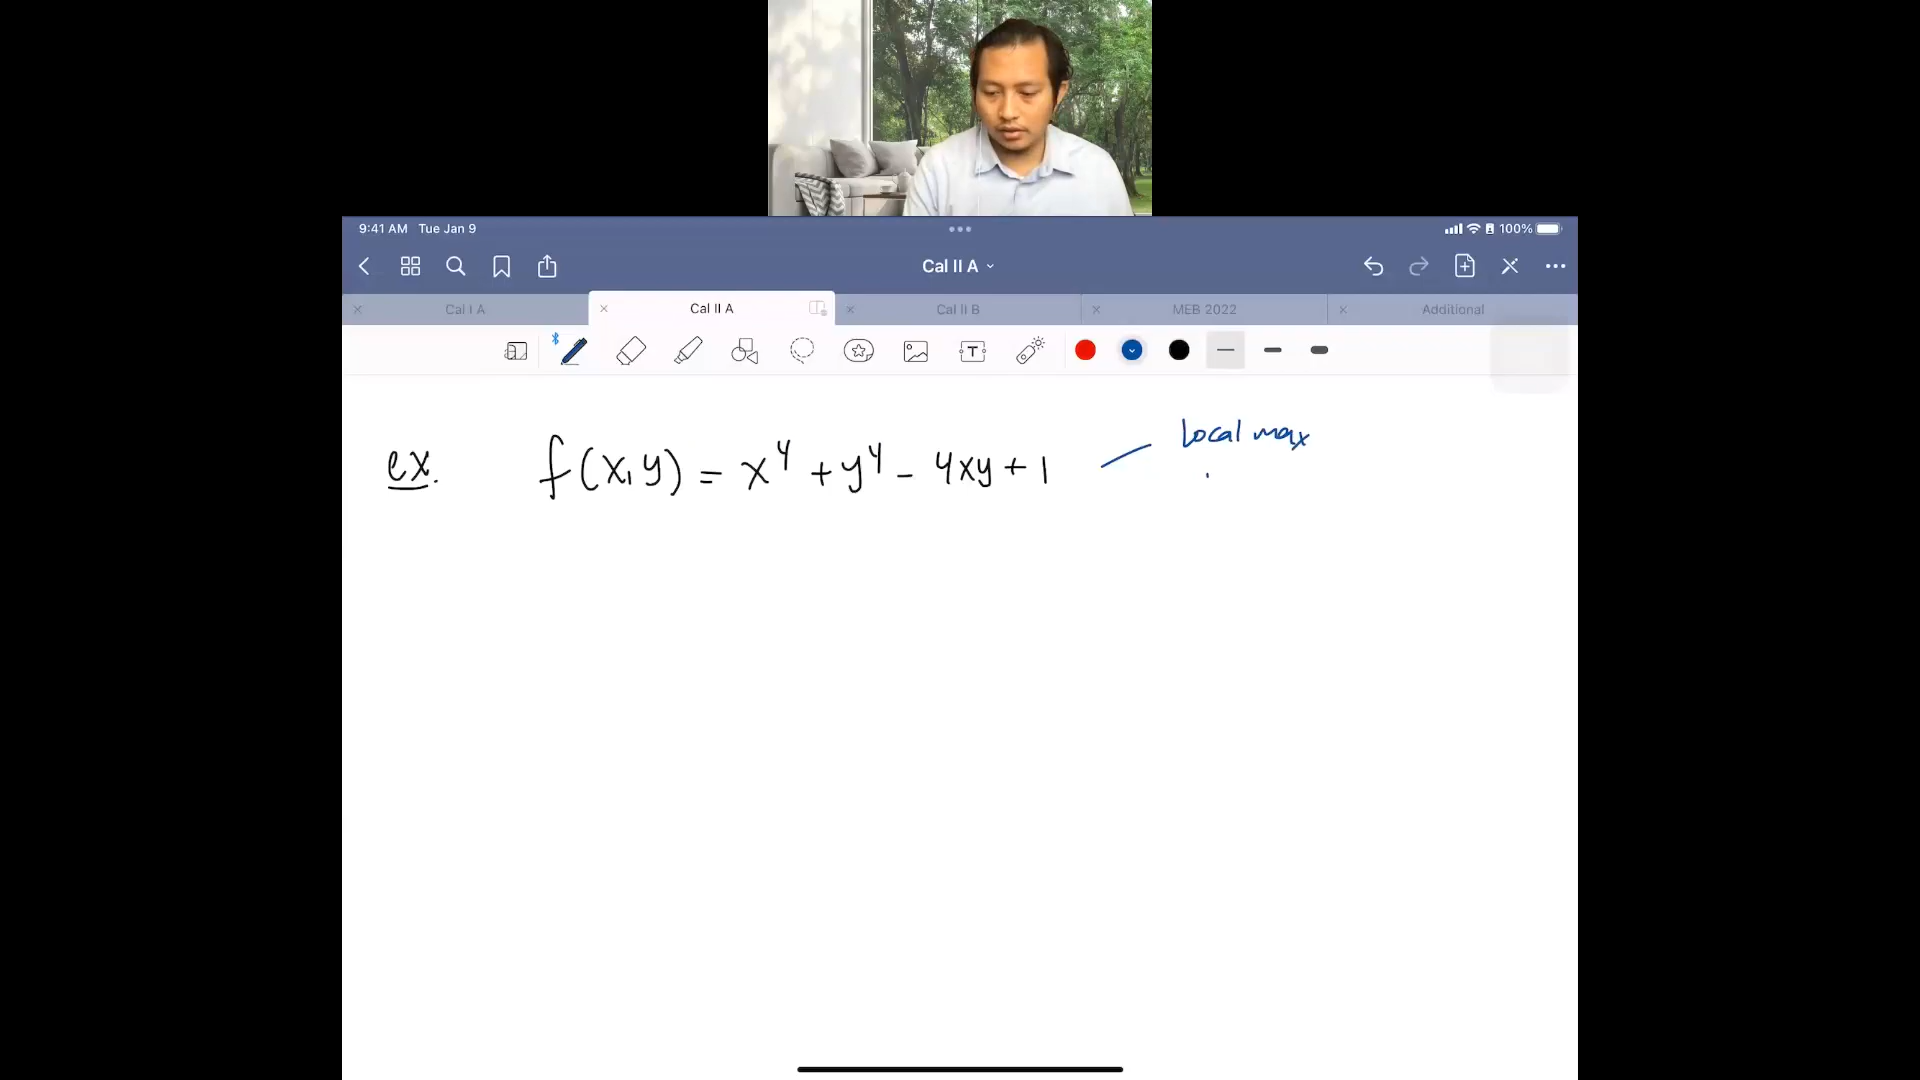 9:41 AM Tue Jan 9
100%
Cal II A
Cal I A
Cal II A
Cal II B
MEB 2022
Additional
T
ex. f(x,y) = x⁴ + y⁴ - 4xy + 1
Local max